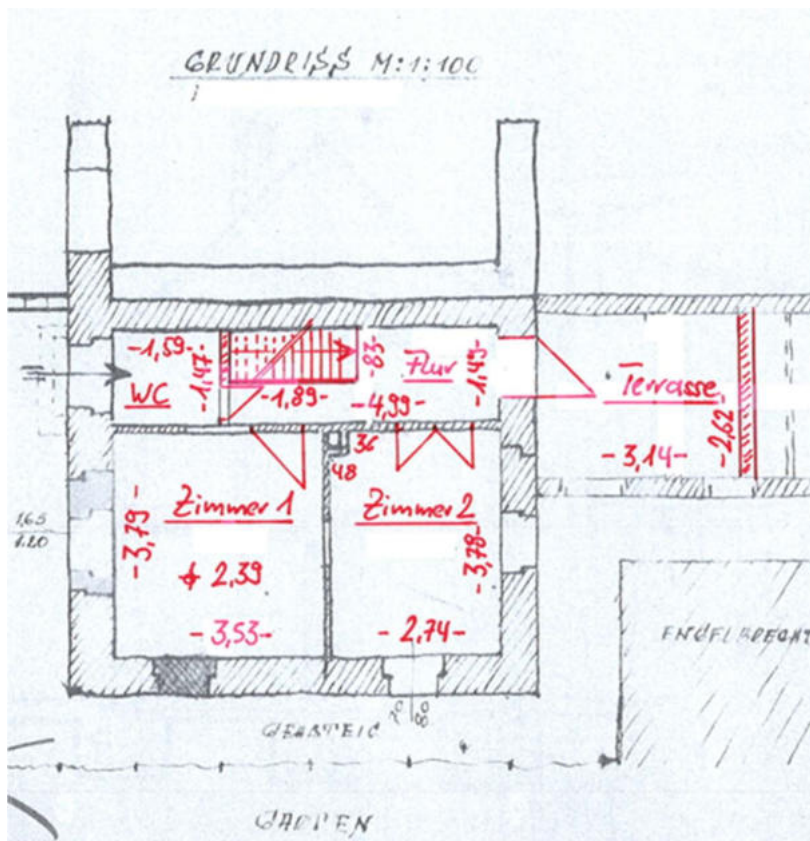 GRUNDRISS M:1:100
-1,59-
-1,47-
WC
-1,89-
-83-
-4,99-
Flur
-1,45-
Terrasse
-2,62
-3,14-
36
48
Zimmer 1
-3,79-
2,39
-3,53-
Zimmer 2
-3,78-
-2,74-
1,65
1.20
ENGELBRECHT
GEHSTEIG
GARTEN